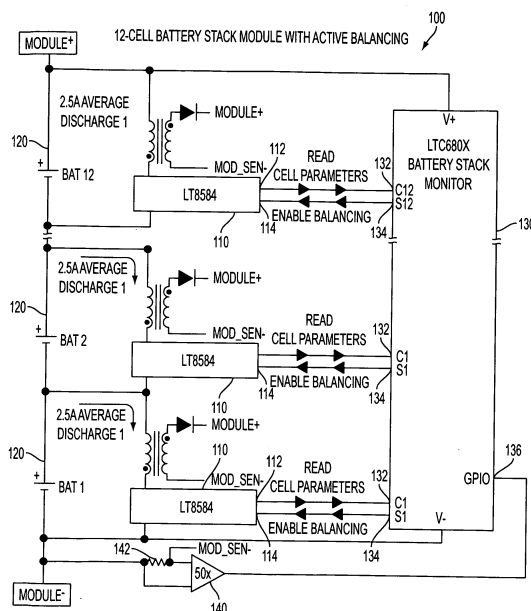 MODULE+
12-CELL BATTERY STACK MODULE WITH ACTIVE BALANCING
100
2.5A AVERAGE
DISCHARGE 1
MODULE+
V+
120
LTC680X
BATTERY STACK
MONITOR
MOD_SEN-
112
READ
CELL PARAMETERS
132
+
BAT 12
LT8584
C12
S12
ENABLE BALANCING
110
114
134
130
2.5A AVERAGE
DISCHARGE 1
MODULE+
120
MOD_SEN-
READ
CELL PARAMETERS
132
+
BAT 2
LT8584
C1
S1
ENABLE BALANCING
110
114
134
2.5A AVERAGE
DISCHARGE 1
MODULE+
136
120
110
MOD_SEN-
112
READ
CELL PARAMETERS
132
GPIO
+
BAT 1
LT8584
C1
S1
ENABLE BALANCING
V-
114
134
142
MOD_SEN-
50x
MODULE-
140